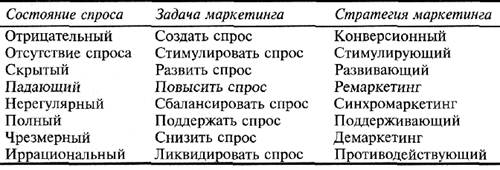 Состояние спроса Задача маркетинга Стратегия маркетинга
Отрицательный Создать спрос Конверсионный
Отсутствие спроса Стимулировать спрос Стимулирующий
Скрытый Развить спрос Развивающий
Падающий Повысить спрос Ремаркетинг
Нерегулярный Сбалансировать спрос Синхромаркетинг
Полный Поддержать спрос Поддерживающий
Чрезмерный Снизить спрос Демаркетинг
Иррациональный Ликвидировать спрос Противодействующий